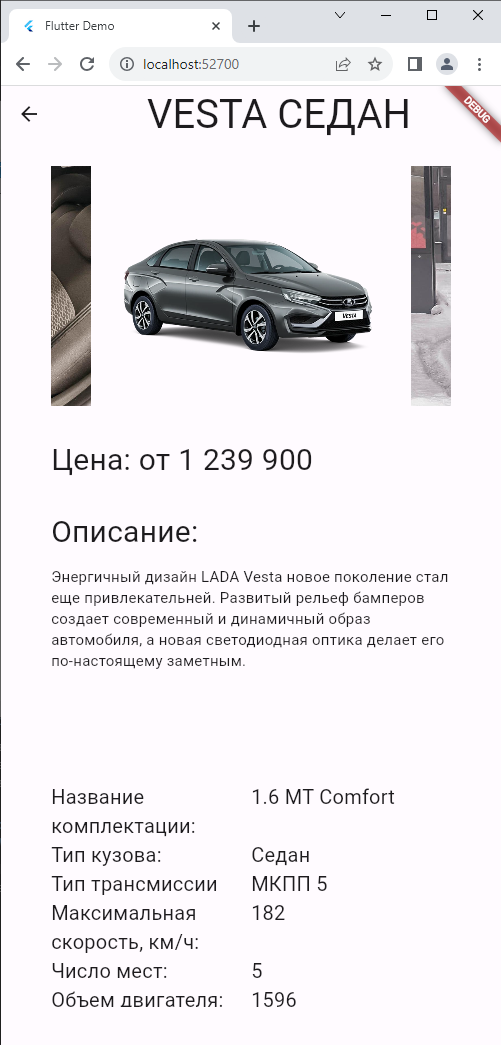 Flutter Demo
localhost:52700
VESTA СЕДАН
DEBUG
VESTA
Цена: от 1 239 900
Описание:
Энергичный дизайн LADA Vesta новое поколение стал
еще привлекательней. Развитый рельеф бамперов
создает современный и динамичный образ
автомобиля, а новая светодиодная оптика делает его
по-настоящему заметным.
Название 1.6 MT Comfort
комплектации:
Тип кузова: Седан
Тип трансмиссии МКПП 5
Максимальная 182
скорость, км/ч:
Число мест: 5
Объем двигателя: 1596